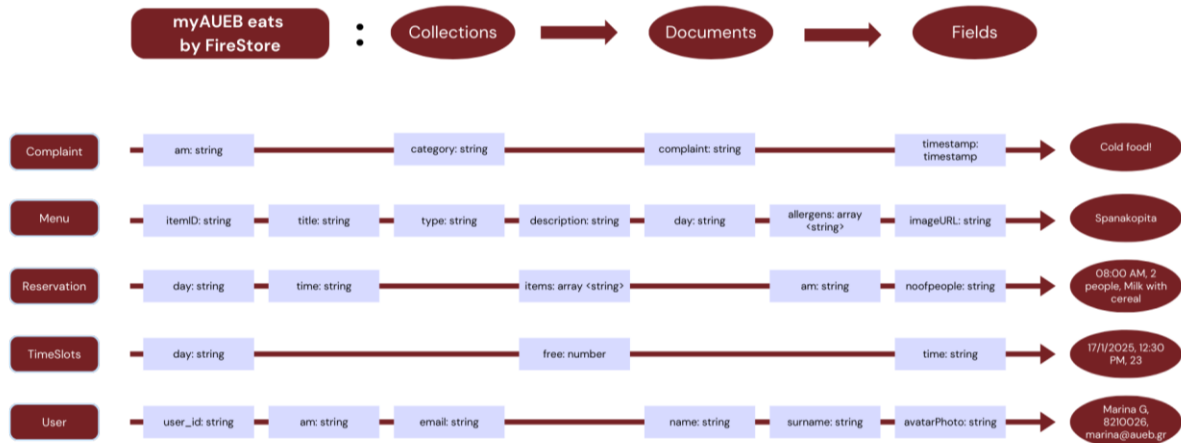 myAUEB eats
by FireStore
:
Collections
Documents
Fields
Complaint
am: string
category: string
complaint: string
timestamp:
timestamp
Cold food!
Menu
itemID: string
title: string
type: string
description: string
day: string
allergens: array
<string>
imageURL: string
Spanakopita
Reservation
day: string
time: string
items: array <string>
am: string
noofpeople: string
08:00 AM, 2
people, Milk with
cereal
TimeSlots
day: string
free: number
time: string
17/1/2025, 12:30
PM, 23
User
user_id: string
am: string
email: string
name: string
surname: string
avatarPhoto: string
Marina G,
8210026,
marina@aueb.gr